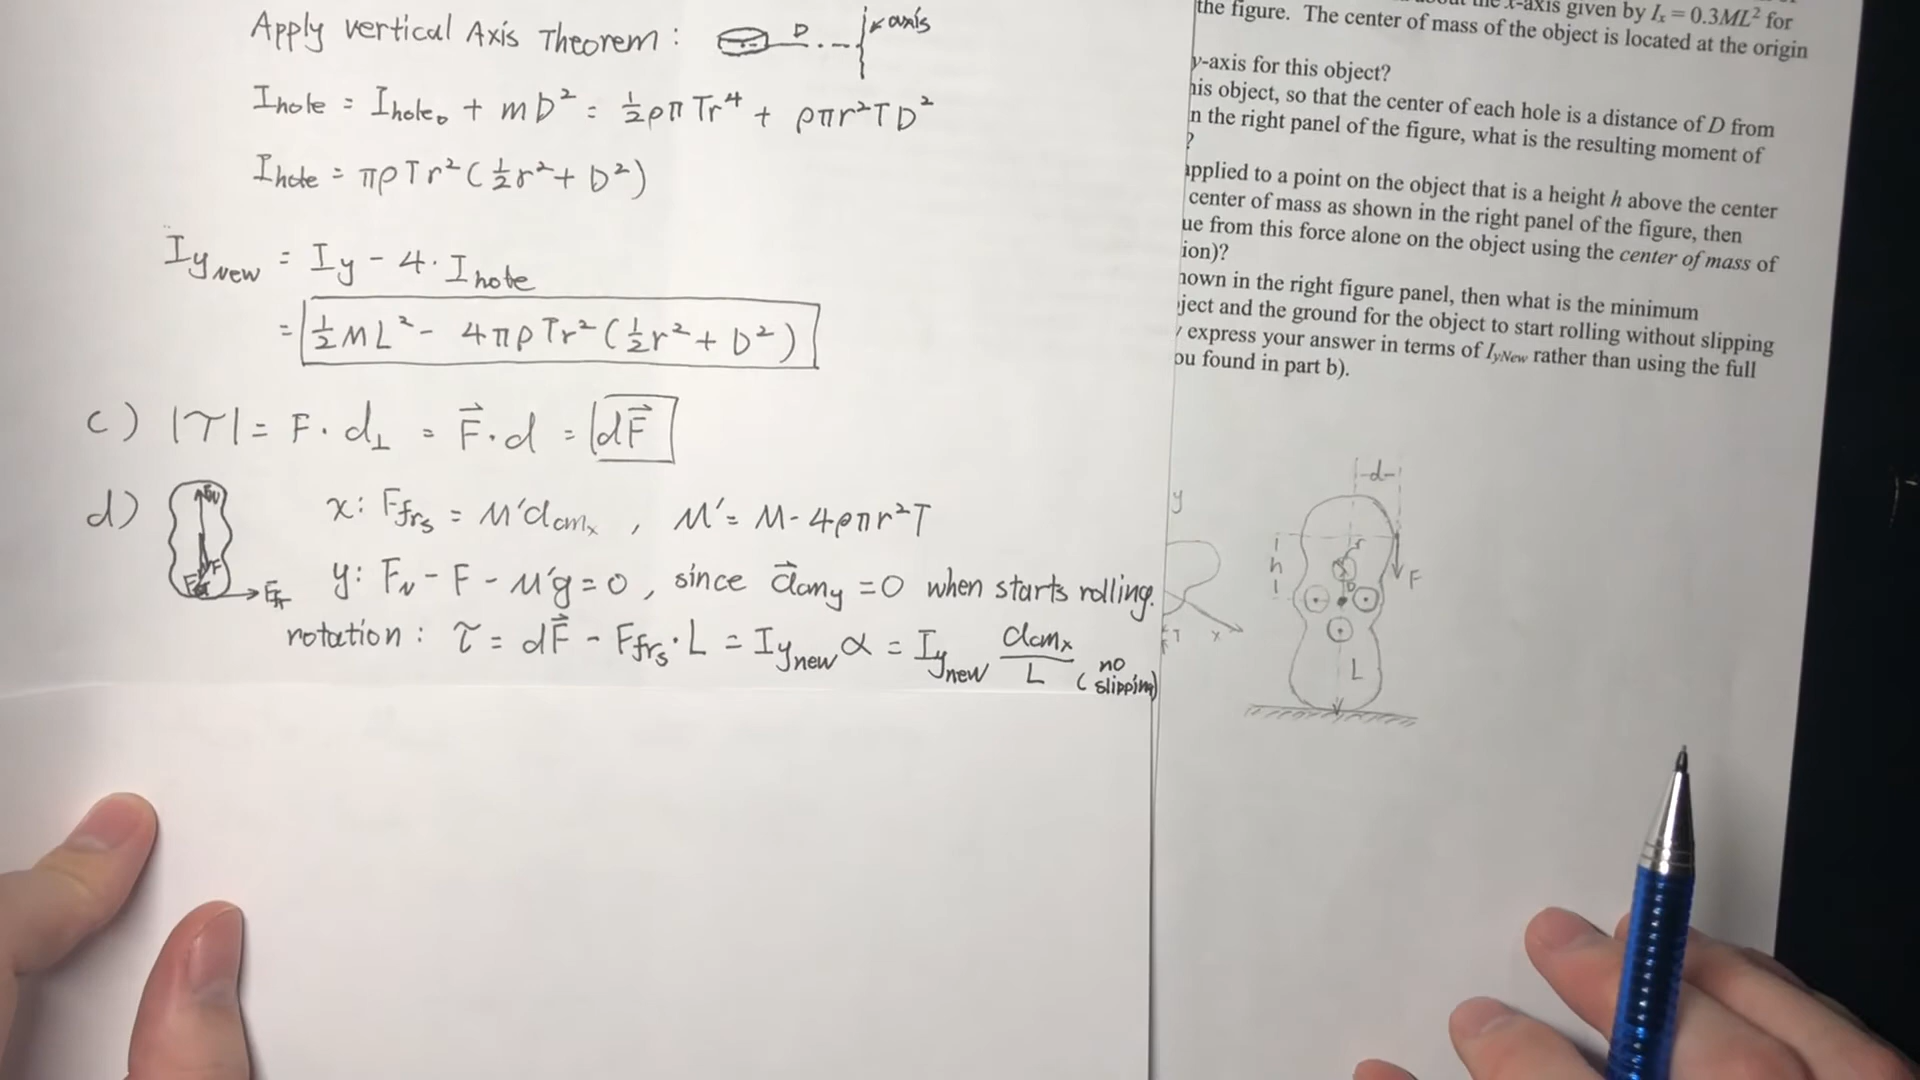 Apply vertical Axis Theorem : D axis
I_hole = I_hole₀ + mD² = ½ρπTr⁴ + ρπr²TD²
I_hole = πρTr²(½r² + D²)
I_yNew = I_y - 4·I_hole
= ½ML² - 4πρTr²(½r² + D²)
c) |τ| = F·d⊥ = F⃗·d = dF⃗
d) x: F_frs = M'a_cmx , M' = M - 4ρπr²T
y: F_N - F - M'g = 0 , since a⃗_cmy = 0 when starts rolling.
rotation : τ = dF⃗ - F_frs·L = I_ynew α = I_ynew a_cmx/L (no slipping)
x-axis given by Iₓ = 0.3ML² for
the figure. The center of mass of the object is located at the origin
y-axis for this object?
his object, so that the center of each hole is a distance of D from
n the right panel of the figure, what is the resulting moment of
?
applied to a point on the object that is a height h above the center
center of mass as shown in the right panel of the figure, then
ue from this force alone on the object using the center of mass of
ion)?
hown in the right figure panel, then what is the minimum
ject and the ground for the object to start rolling without slipping
y express your answer in terms of I_yNew rather than using the full
ou found in part b).
-d-
y
r
h
F
D
T
x
L